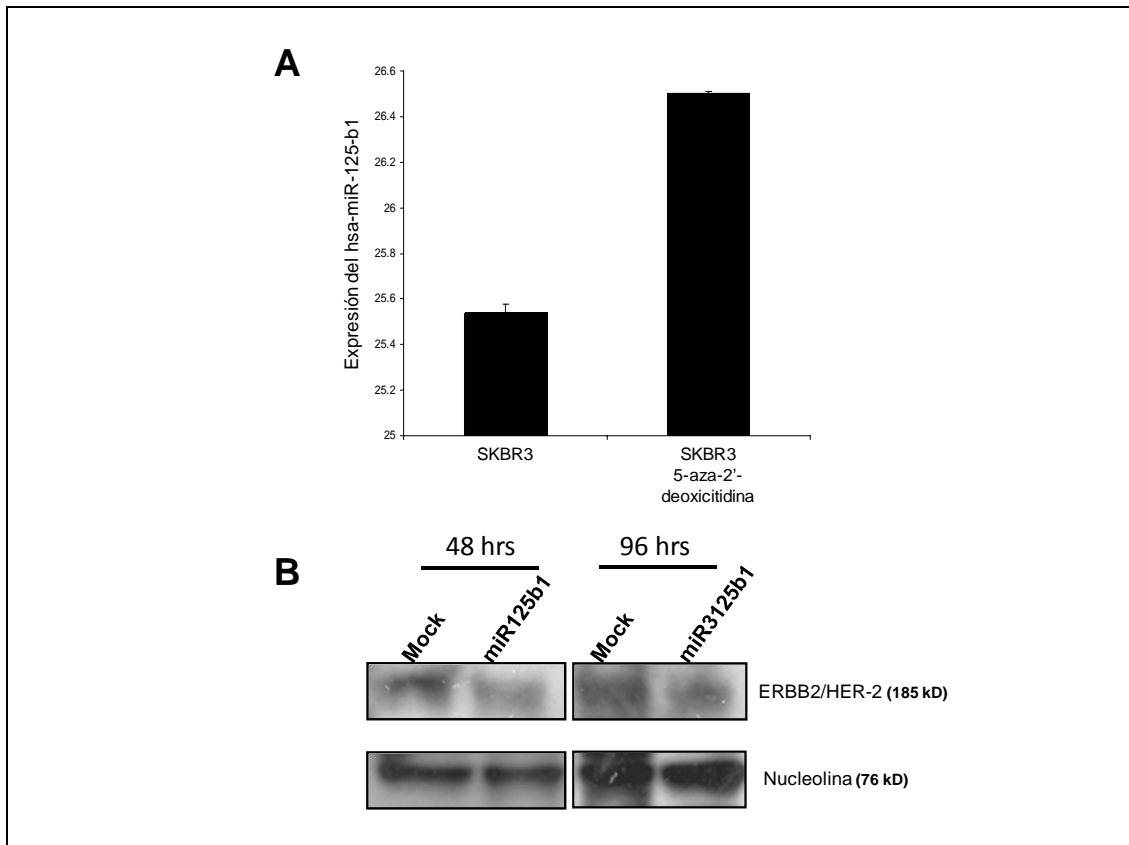 A
Expresión del hsa-miR-125-b1
26.6
26.4
26.2
26
25.8
25.6
25.4
25.2
25
SKBR3
SKBR3
5-aza-2'-
deoxicitidina
B
48 hrs
96 hrs
Mock
miR125b1
Mock
miR3125b1
ERBB2/HER-2 (185 kD)
Nucleolina (76 kD)